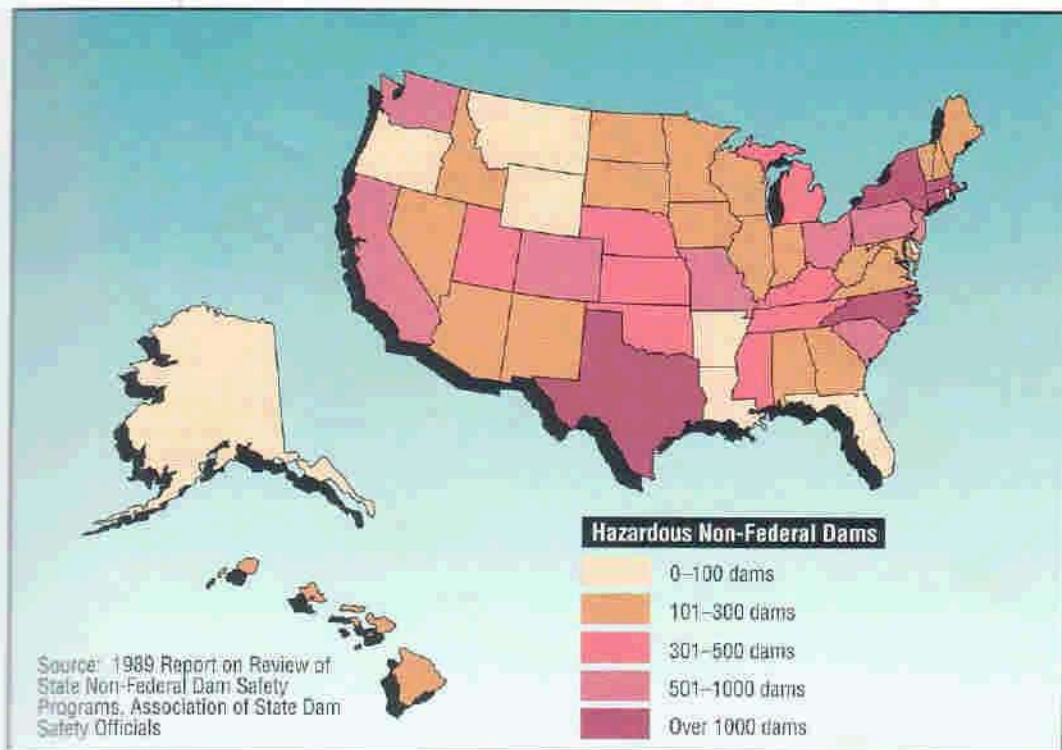 Hazardous Non-Federal Dams
0–100 dams
101–300 dams
301–500 dams
501–1000 dams
Over 1000 dams
Source: 1989 Report on Review of
State Non-Federal Dam Safety
Programs, Association of State Dam
Safety Officials